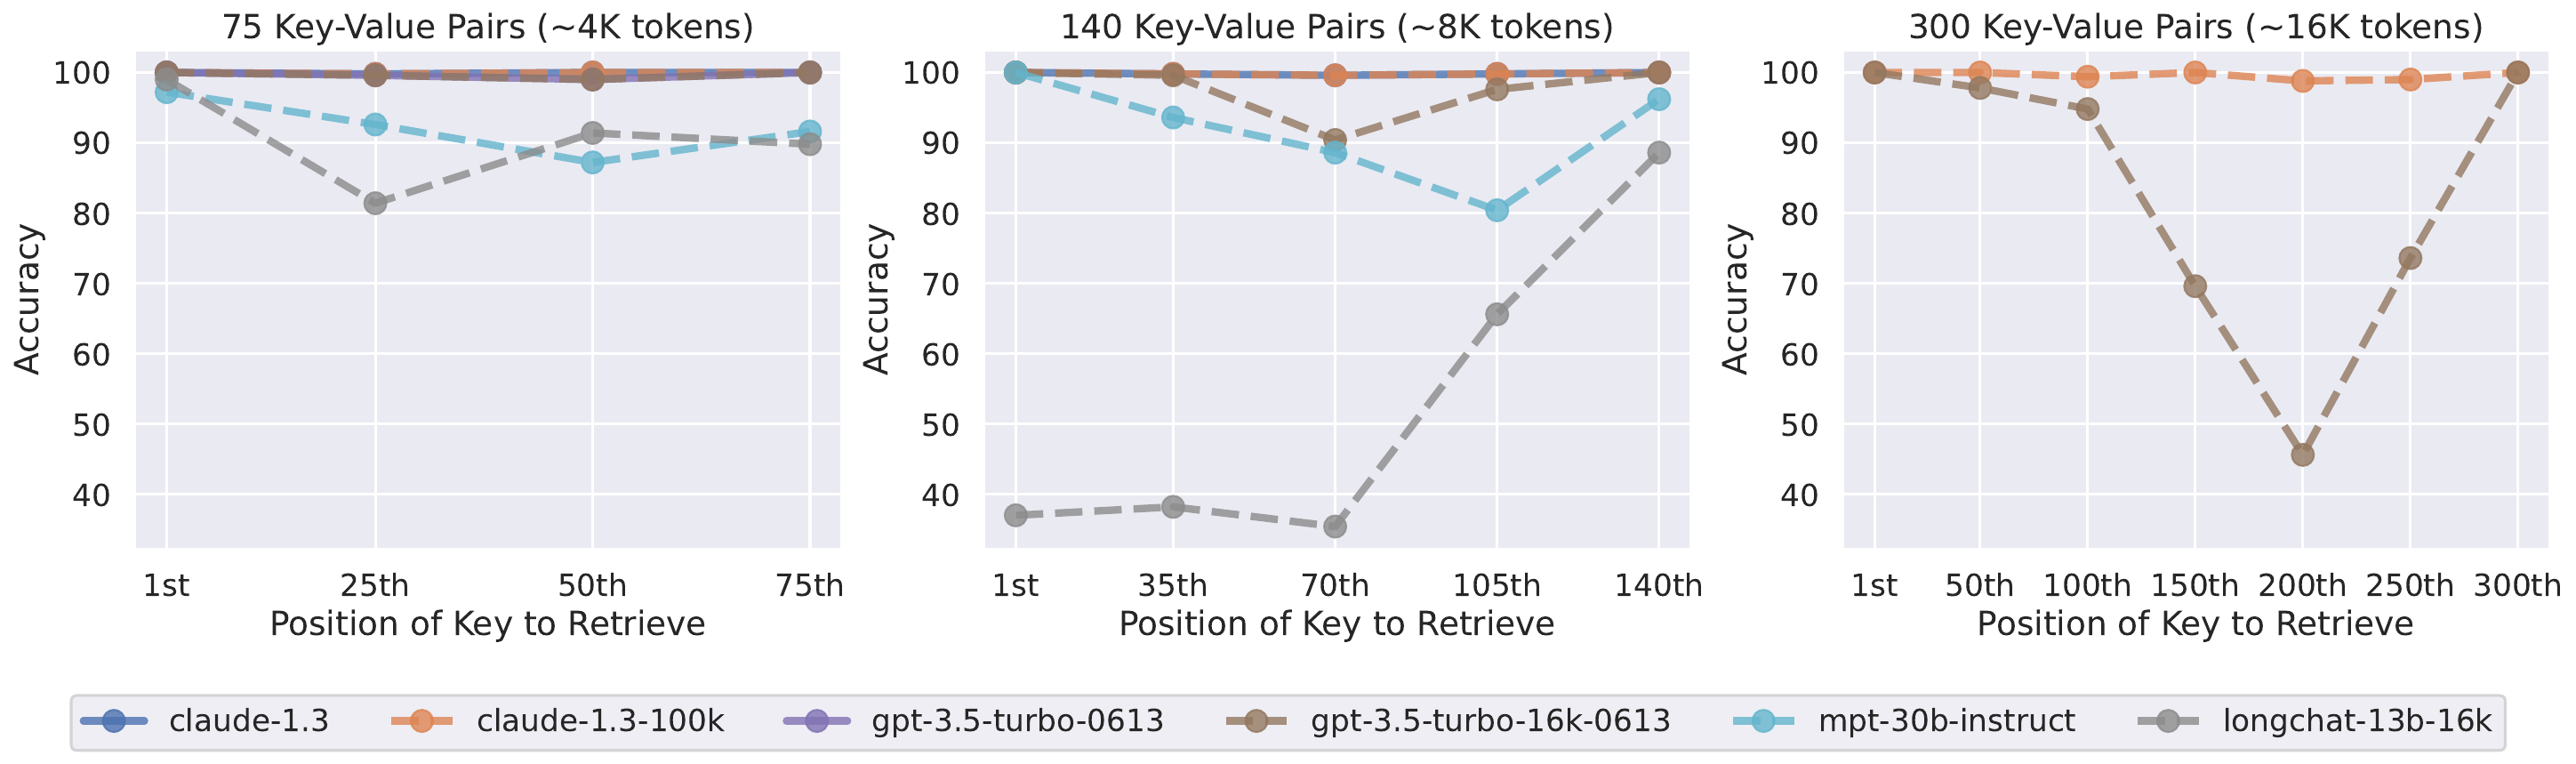 75 Key-Value Pairs (~4K tokens)
100
90
80
70
60
50
40
Accuracy
1st 25th 50th 75th
Position of Key to Retrieve
140 Key-Value Pairs (~8K tokens)
100
90
80
70
60
50
40
Accuracy
1st 35th 70th 105th 140th
Position of Key to Retrieve
300 Key-Value Pairs (~16K tokens)
100
90
80
70
60
50
40
Accuracy
1st 50th 100th 150th 200th 250th 300th
Position of Key to Retrieve
claude-1.3 claude-1.3-100k gpt-3.5-turbo-0613 gpt-3.5-turbo-16k-0613 mpt-30b-instruct longchat-13b-16k